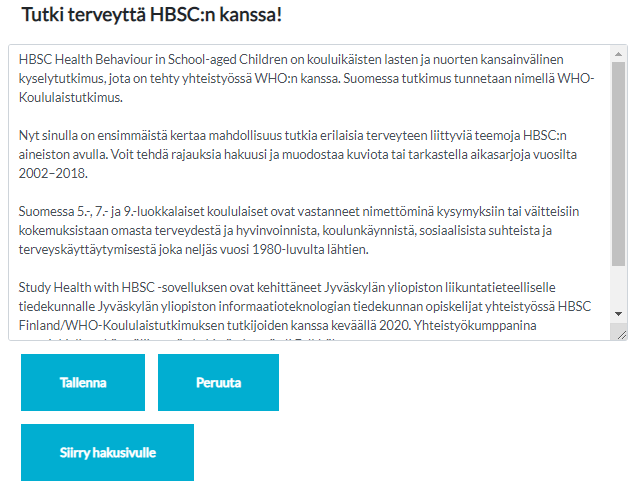 Tutki terveyttä HBSC:n kanssa!
HBSC Health Behaviour in School-aged Children on kouluikäisten lasten ja nuorten kansainvälinen
kyselytutkimus, jota on tehty yhteistyössä WHO:n kanssa. Suomessa tutkimus tunnetaan nimellä WHO-
Koululaistutkimus.
Nyt sinulla on ensimmäistä kertaa mahdollisuus tutkia erilaisia terveyteen liittyviä teemoja HBSC:n
aineiston avulla. Voit tehdä rajauksia hakuusi ja muodostaa kuviota tai tarkastella aikasarjoja vuosilta
2002–2018.
Suomessa 5.-, 7.- ja 9.-luokkalaiset koululaiset ovat vastanneet nimettöminä kysymyksiin tai väitteisiin
kokemuksistaan omasta terveydestä ja hyvinvoinnista, koulunkäynnistä, sosiaalisista suhteista ja
terveyskäyttäytymisestä joka neljäs vuosi 1980-luvulta lähtien.
Study Health with HBSC -sovelluksen ovat kehittäneet Jyväskylän yliopiston liikuntatieteelliselle
tiedekunnalle Jyväskylän yliopiston informaatioteknologian tiedekunnan opiskelijat yhteistyössä HBSC
Finland/WHO-Koululaistutkimuksen tutkijoiden kanssa keväällä 2020. Yhteistyökumppanina
Tallenna
Peruuta
Siirry hakusivulle